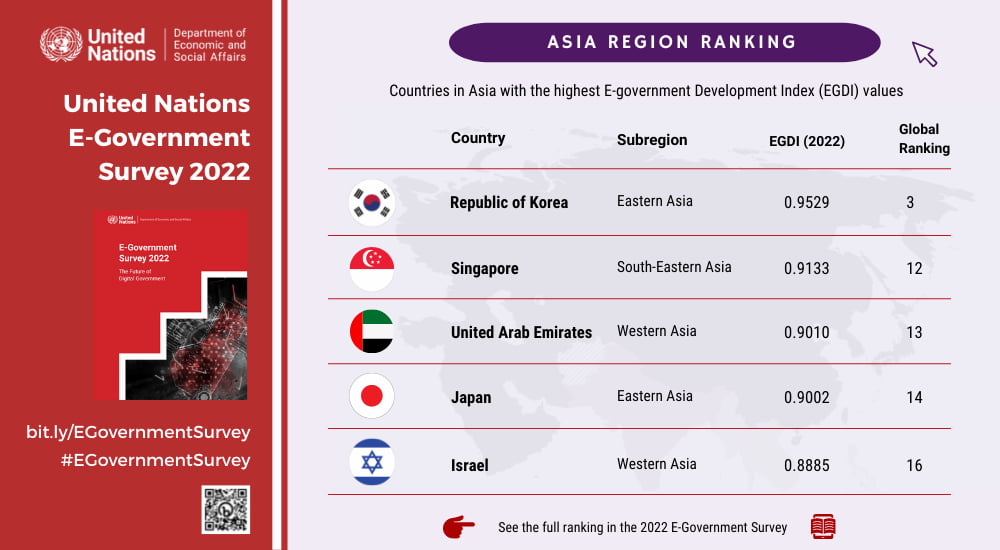 United
Nations
Department of
Economic and
Social Affairs
United Nations
E-Government
Survey 2022
United
Nations
Department of Economic and Social Affairs
E-Government
Survey 2022
The Future of
Digital Government
bit.ly/EGovernmentSurvey
#EGovernmentSurvey
ASIA REGION RANKING
Countries in Asia with the highest E-government Development Index (EGDI) values
Country Subregion EGDI (2022) Global Ranking
Republic of Korea Eastern Asia 0.9529 3
Singapore South-Eastern Asia 0.9133 12
United Arab Emirates Western Asia 0.9010 13
Japan Eastern Asia 0.9002 14
Israel Western Asia 0.8885 16
See the full ranking in the 2022 E-Government Survey